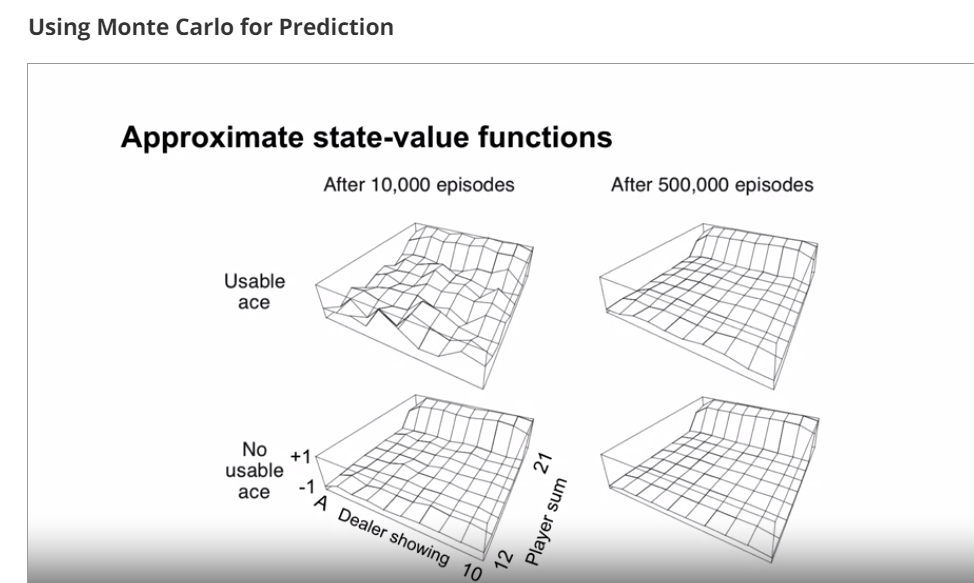 Using Monte Carlo for Prediction
Approximate state-value functions
After 10,000 episodes
After 500,000 episodes
Usable
ace
No
usable
ace
+1
-1
A
Dealer showing
10
12
Player sum
21